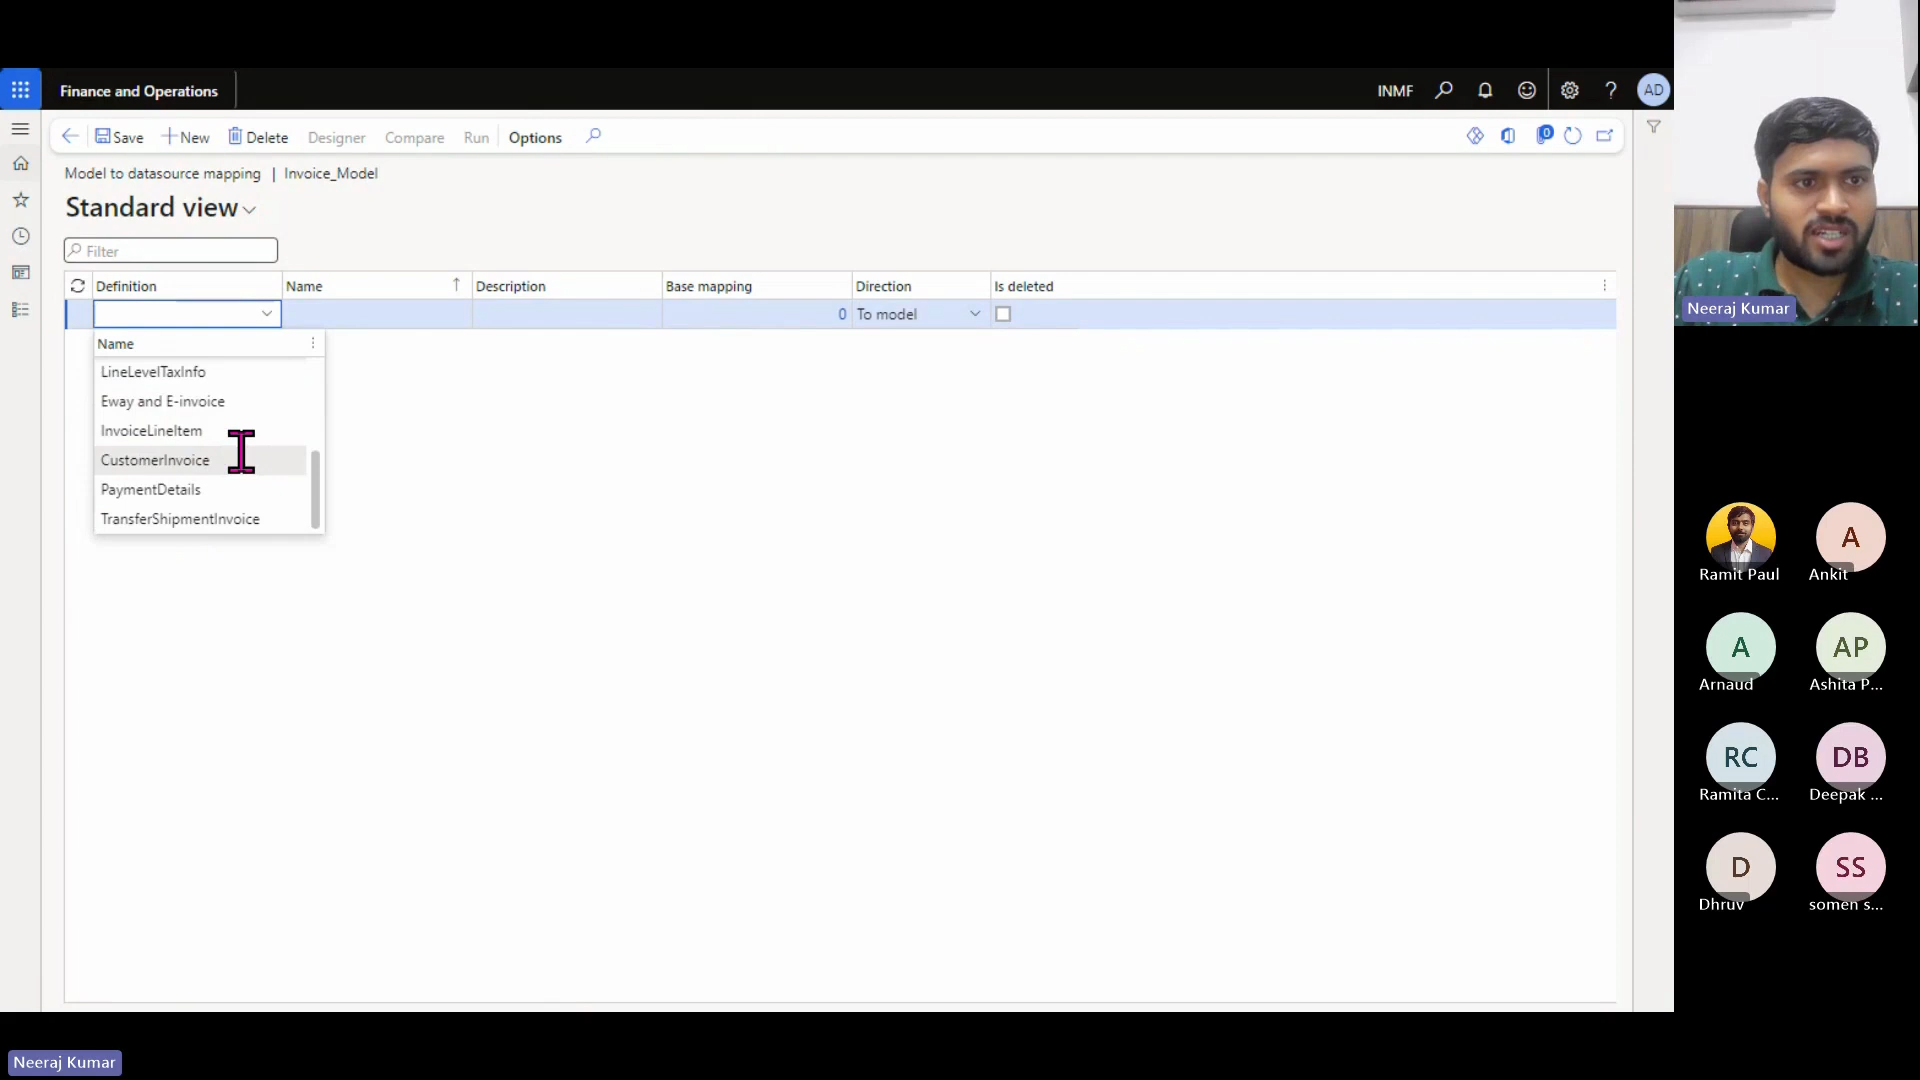 Finance and Operations
INMF
AD
Save
New
Delete
Designer
Compare
Run
Options
0
Model to datasource mapping | Invoice_Model
Standard view
Filter
Definition
Name
Description
Base mapping
Direction
Is deleted
0
To model
Name
LineLevelTaxInfo
Eway and E-invoice
InvoiceLineItem
CustomerInvoice
PaymentDetails
TransferShipmentInvoice
Neeraj Kumar
Ramit Paul
A
Ankit
A
Arnaud
AP
Ashita P...
RC
Ramita C...
DB
Deepak ...
D
Dhruv
SS
somen s...
Neeraj Kumar